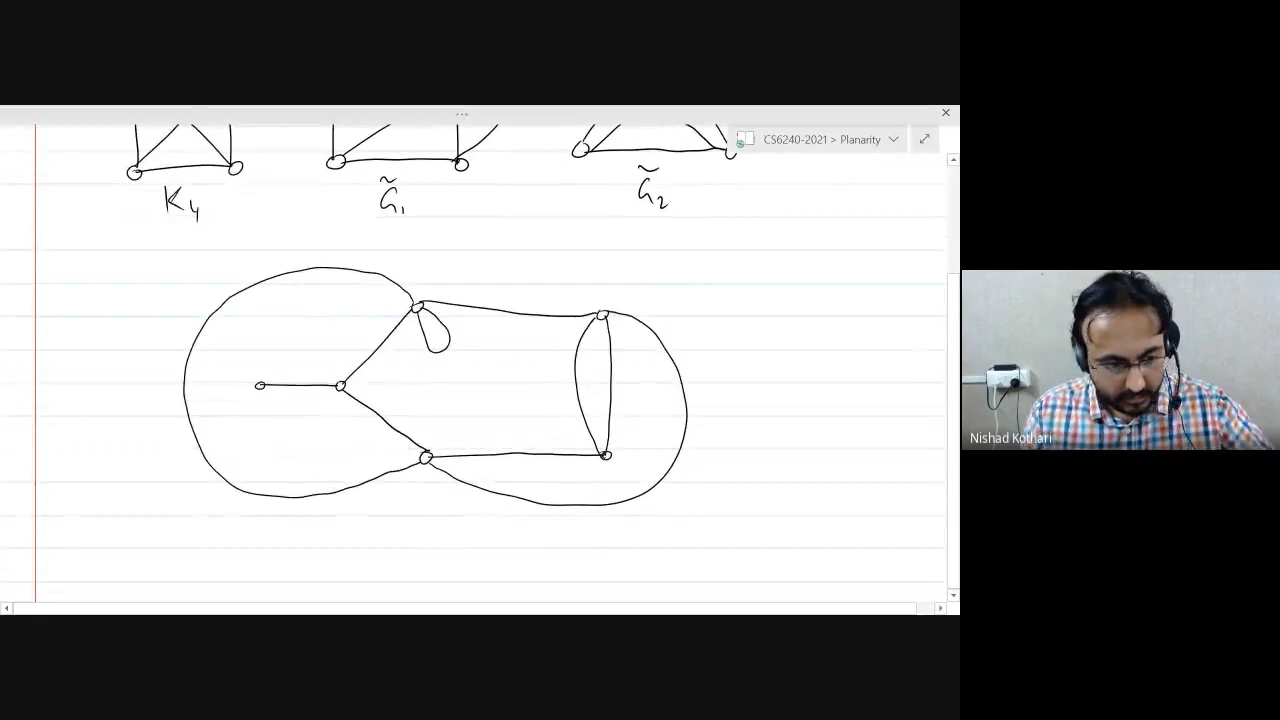 CS6240-2021 > Planarity
K4
G̃1
G̃2
Nishad Kothari